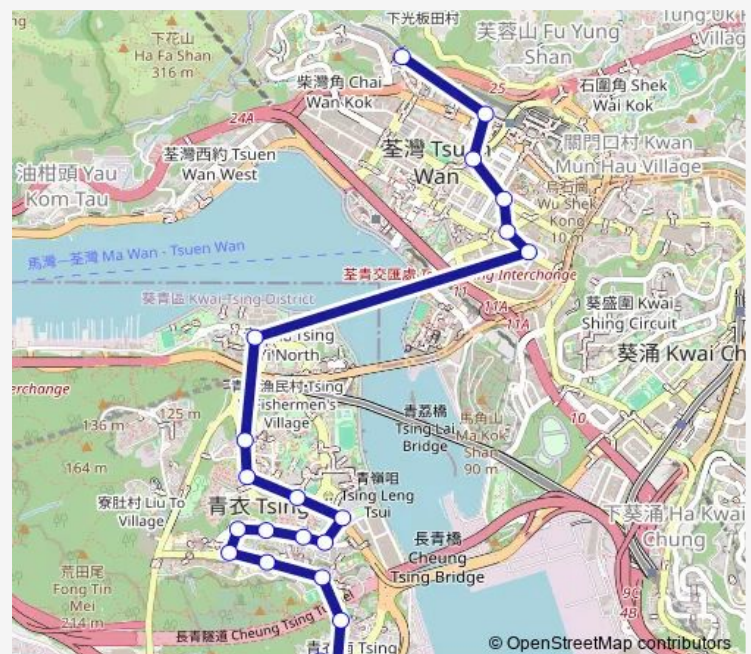 下光板田村
Tung Uk
Village
下花山
Ha Fa Shan
316 m
芙蓉山 Fu Yung
Shan
柴灣角 Chai
Wan Kok
25
石圍角 Shek
Wai Kok
24A
荃灣 Tsuen
Wan
關門口村 Kwan
Mun Hau Village
荃灣西約 Tsuen
Wan West
油柑頭 Yau
Kom Tau
Wu Shek
Kong
10 m
馬灣—荃灣 Ma Wan - Tsuen Wan
荃青交匯處
Interchange
葵青區 Kwai Tsing District
11
11A
11A
葵盛圍 Kwai
Shing Circuit
葵涌 Kwai Ch
Tsing
Yi North
erchange
漁民村 Tsing
ishermen's
Village
136 m
125 m
青荔橋
Tsing Lai
Bridge
馬角山
Ma Kok
Shan
90 m
10
164 m
青嶺咀
Tsing Leng
Tsui
寮肚村 Liu To
Village
青衣 Tsing
下葵涌 Ha Kwai
Chung
長青橋
Cheung
Tsing Bridge
荒田尾
Fong Tin
Mei
214 m
9C
4B
長青隧道 Cheung Tsing Tunnel
Tsing
© OpenStreetMap contributors